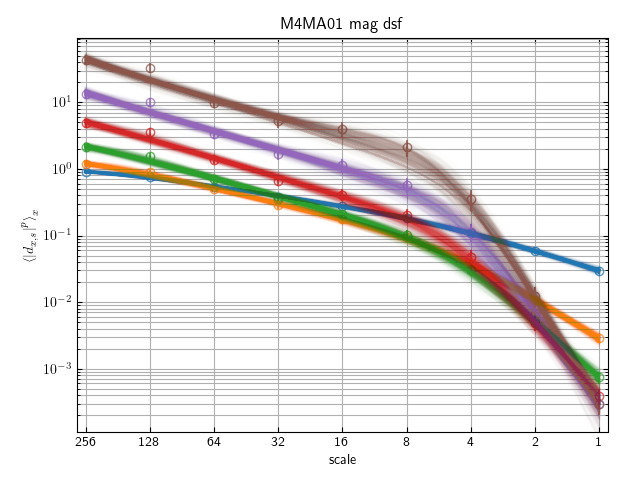 M4MA01 mag dsf
⟨|d_{x,s}|^p⟩_x
10^1
10^0
10^{-1}
10^{-2}
10^{-3}
256 128 64 32 16 8 4 2 1
scale